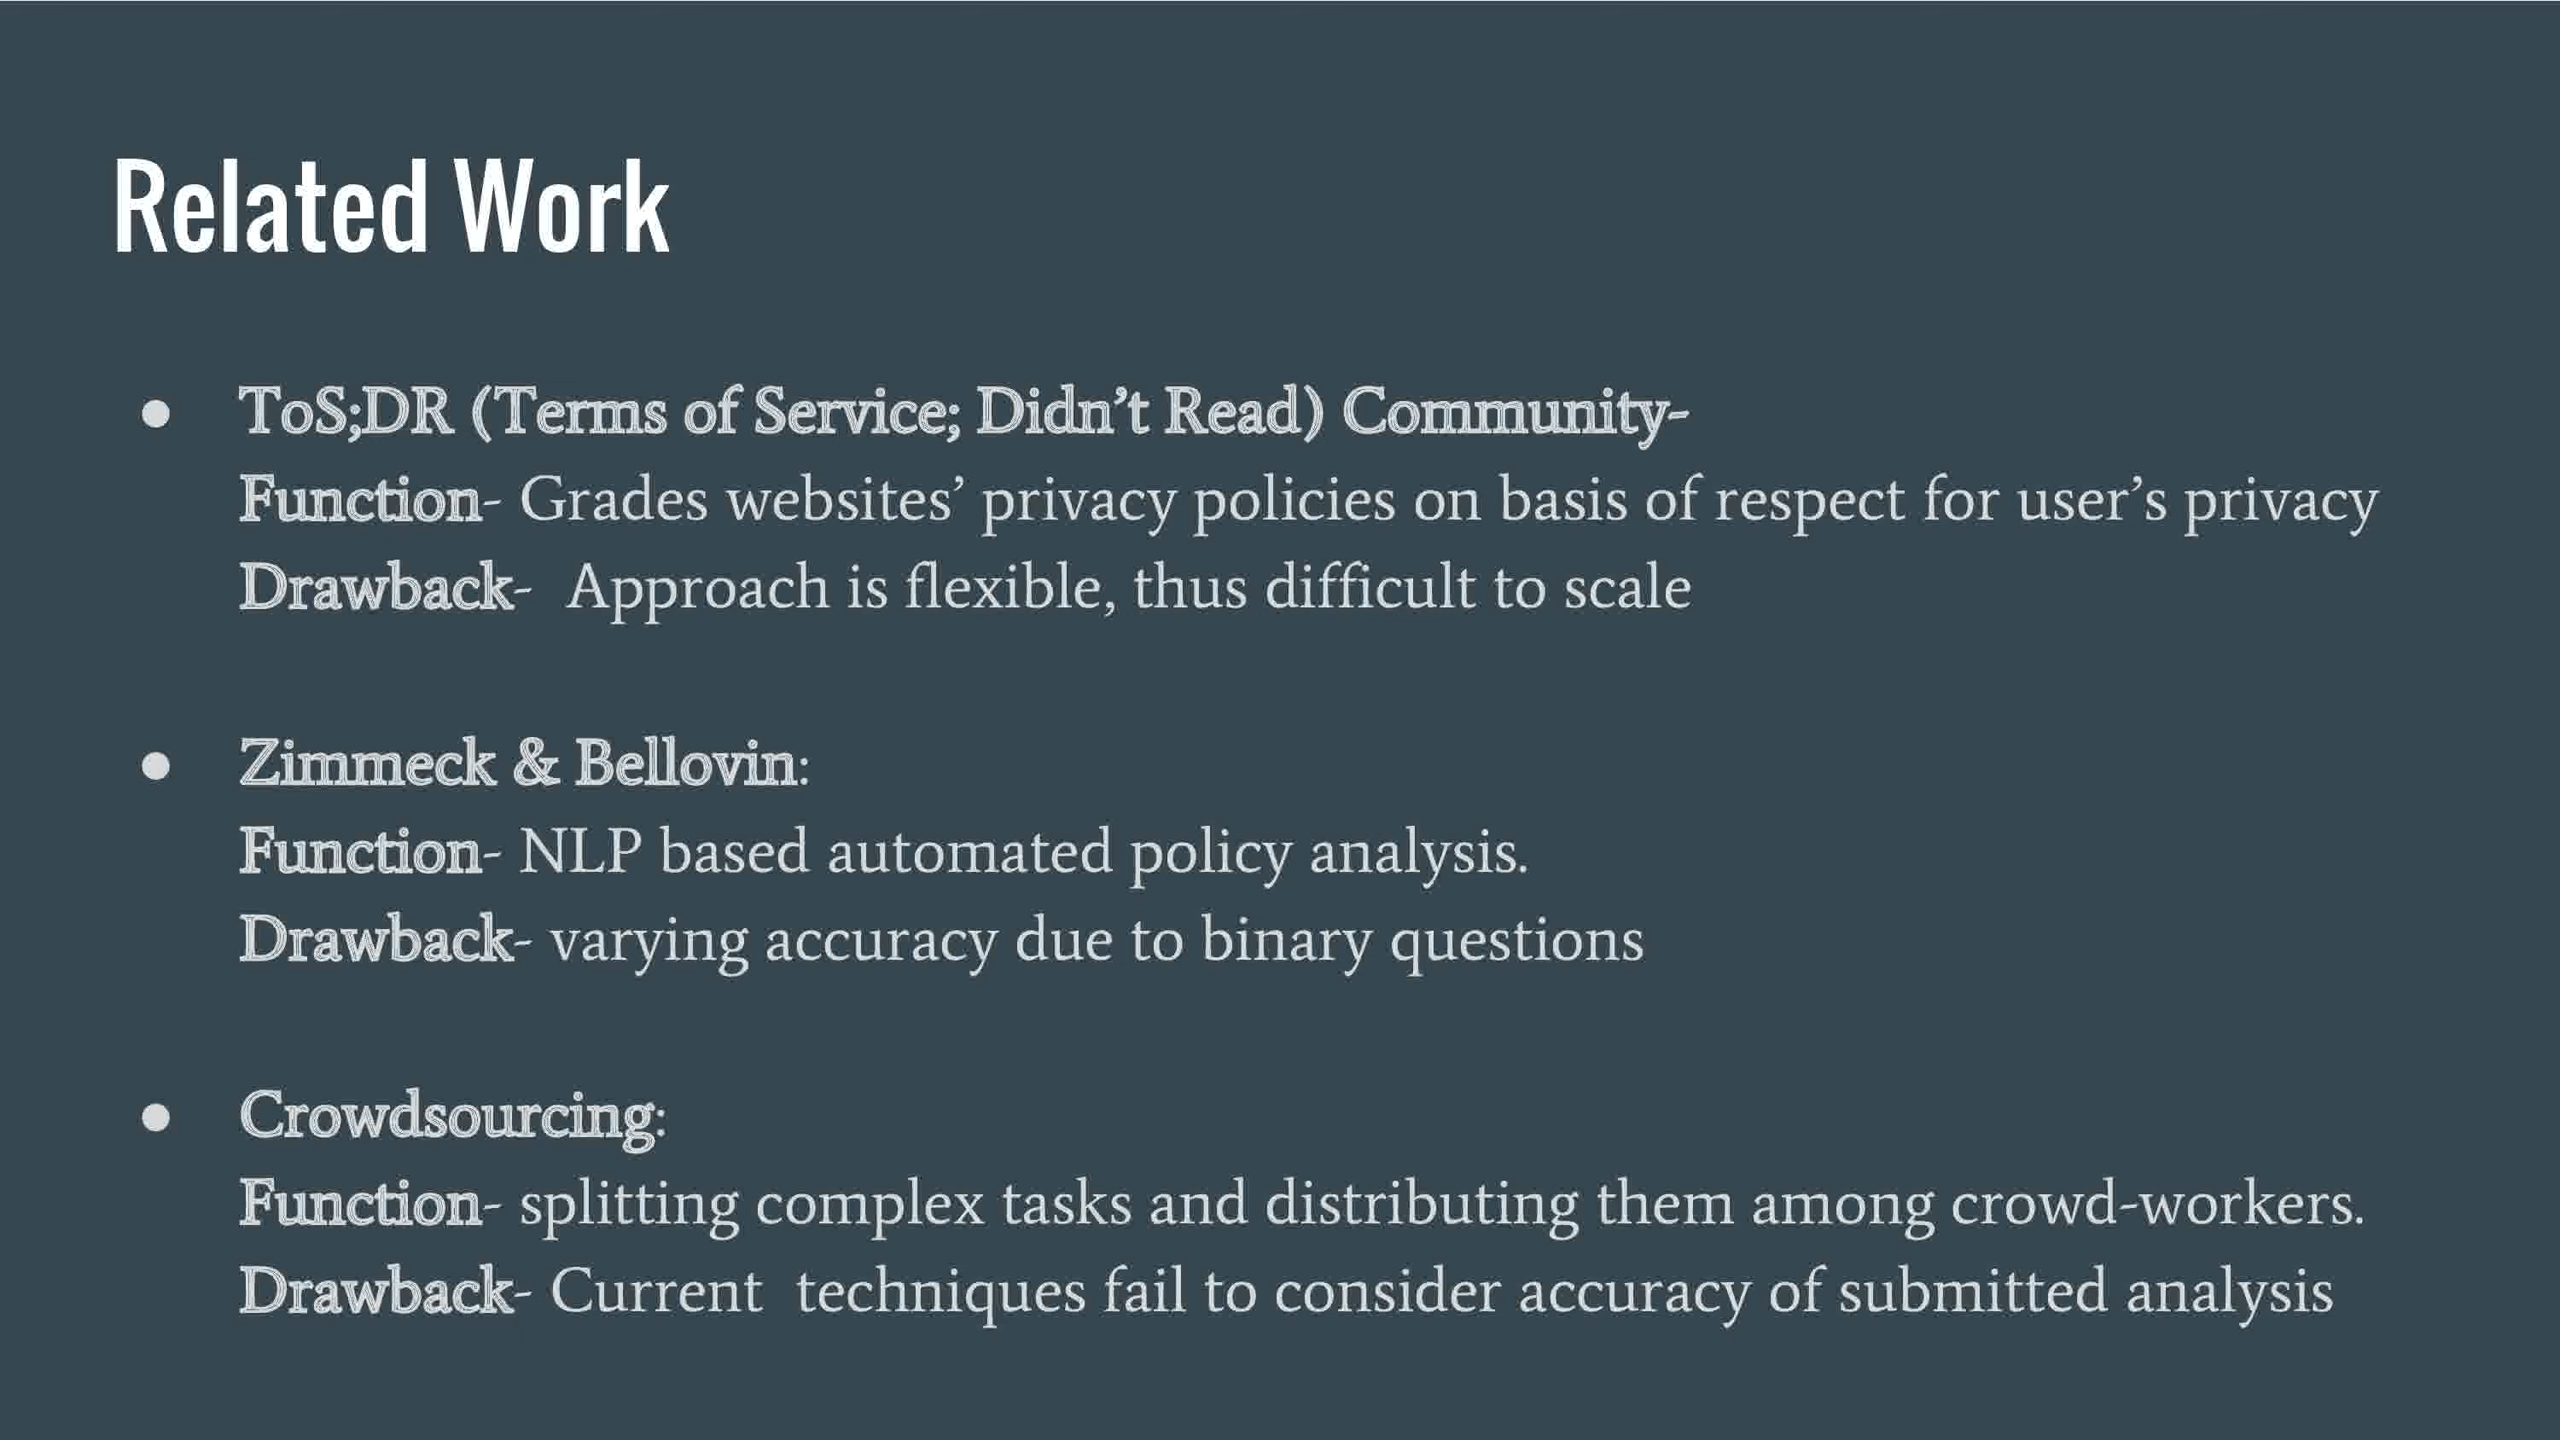 Related Work
● ToS;DR (Terms of Service; Didn’t Read) Community-
Function- Grades websites’ privacy policies on basis of respect for user’s privacy
Drawback-  Approach is flexible, thus difficult to scale
● Zimmeck & Bellovin:
Function- NLP based automated policy analysis.
Drawback- varying accuracy due to binary questions
● Crowdsourcing:
Function- splitting complex tasks and distributing them among crowd-workers.
Drawback- Current  techniques fail to consider accuracy of submitted analysis